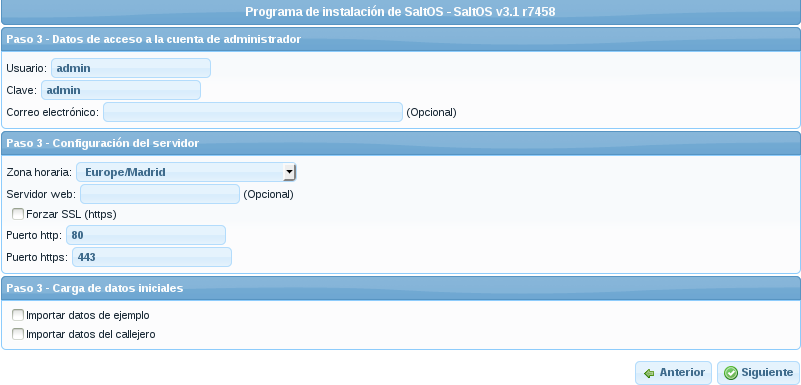 Programa de instalación de SaltOS - SaltOS v3.1 r7458
Paso 3 - Datos de acceso a la cuenta de administrador
Usuario: admin
Clave: admin
Correo electrónico: (Opcional)
Paso 3 - Configuración del servidor
Zona horaria: Europe/Madrid
Servidor web: (Opcional)
Forzar SSL (https)
Puerto http: 80
Puerto https: 443
Paso 3 - Carga de datos iniciales
Importar datos de ejemplo
Importar datos del callejero
Anterior Siguiente